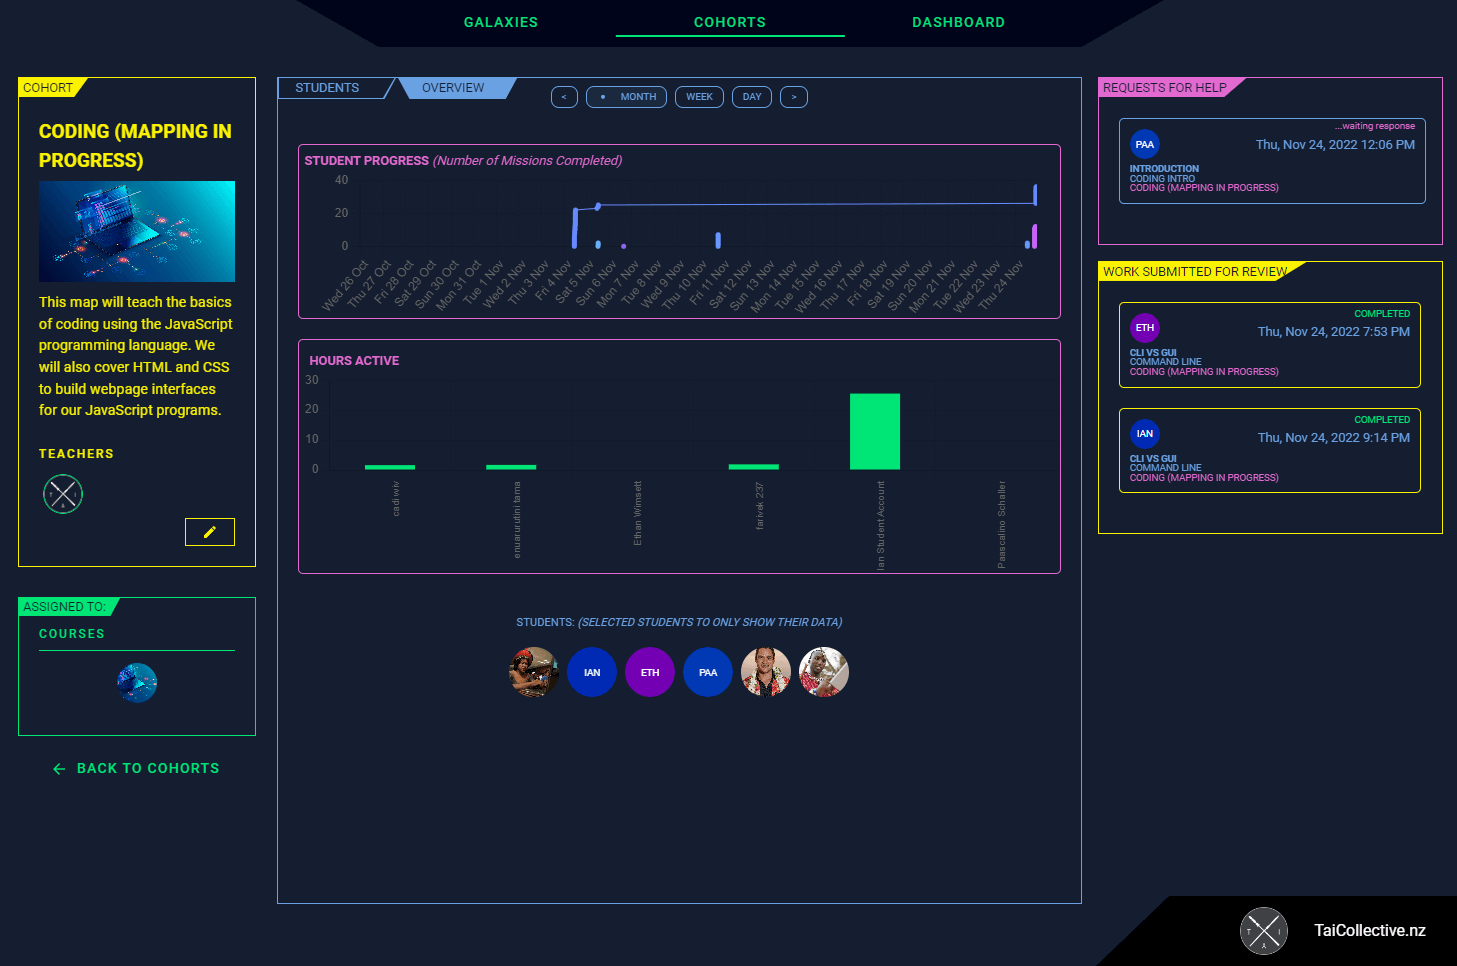 GALAXIES
COHORTS
DASHBOARD
COHORT
CODING (MAPPING IN
PROGRESS)
This map will teach the basics
of coding using the JavaScript
programming language. We
will also cover HTML and CSS
to build webpage interfaces
for our JavaScript programs.
TEACHERS
ASSIGNED TO:
COURSES
BACK TO COHORTS
STUDENTS
OVERVIEW
<
MONTH
WEEK
DAY
>
STUDENT PROGRESS (Number of Missions Completed)
40
20
0
Wed 26 Oct
Thu 27 Oct
Fri 28 Oct
Sat 29 Oct
Sun 30 Oct
Mon 31 Oct
Tue 1 Nov
Wed 2 Nov
Thu 3 Nov
Fri 4 Nov
Sat 5 Nov
Sun 6 Nov
Mon 7 Nov
Tue 8 Nov
Wed 9 Nov
Thu 10 Nov
Fri 11 Nov
Sat 12 Nov
Sun 13 Nov
Mon 14 Nov
Tue 15 Nov
Wed 16 Nov
Thu 17 Nov
Fri 18 Nov
Sat 19 Nov
Sun 20 Nov
Mon 21 Nov
Tue 22 Nov
Wed 23 Nov
Thu 24 Nov
HOURS ACTIVE
30
20
10
0
cadi wiv
enuarurutini tama
Ethan Wimsett
farivek 237
Ian Student Account
Paascalino Schaller
STUDENTS: (SELECTED STUDENTS TO ONLY SHOW THEIR DATA)
IAN
ETH
PAA
REQUESTS FOR HELP
...waiting response
PAA
Thu, Nov 24, 2022 12:06 PM
INTRODUCTION
CODING INTRO
CODING (MAPPING IN PROGRESS)
WORK SUBMITTED FOR REVIEW
COMPLETED
ETH
Thu, Nov 24, 2022 7:53 PM
CLI VS GUI
COMMAND LINE
CODING (MAPPING IN PROGRESS)
COMPLETED
IAN
Thu, Nov 24, 2022 9:14 PM
CLI VS GUI
COMMAND LINE
CODING (MAPPING IN PROGRESS)
TaiCollective.nz